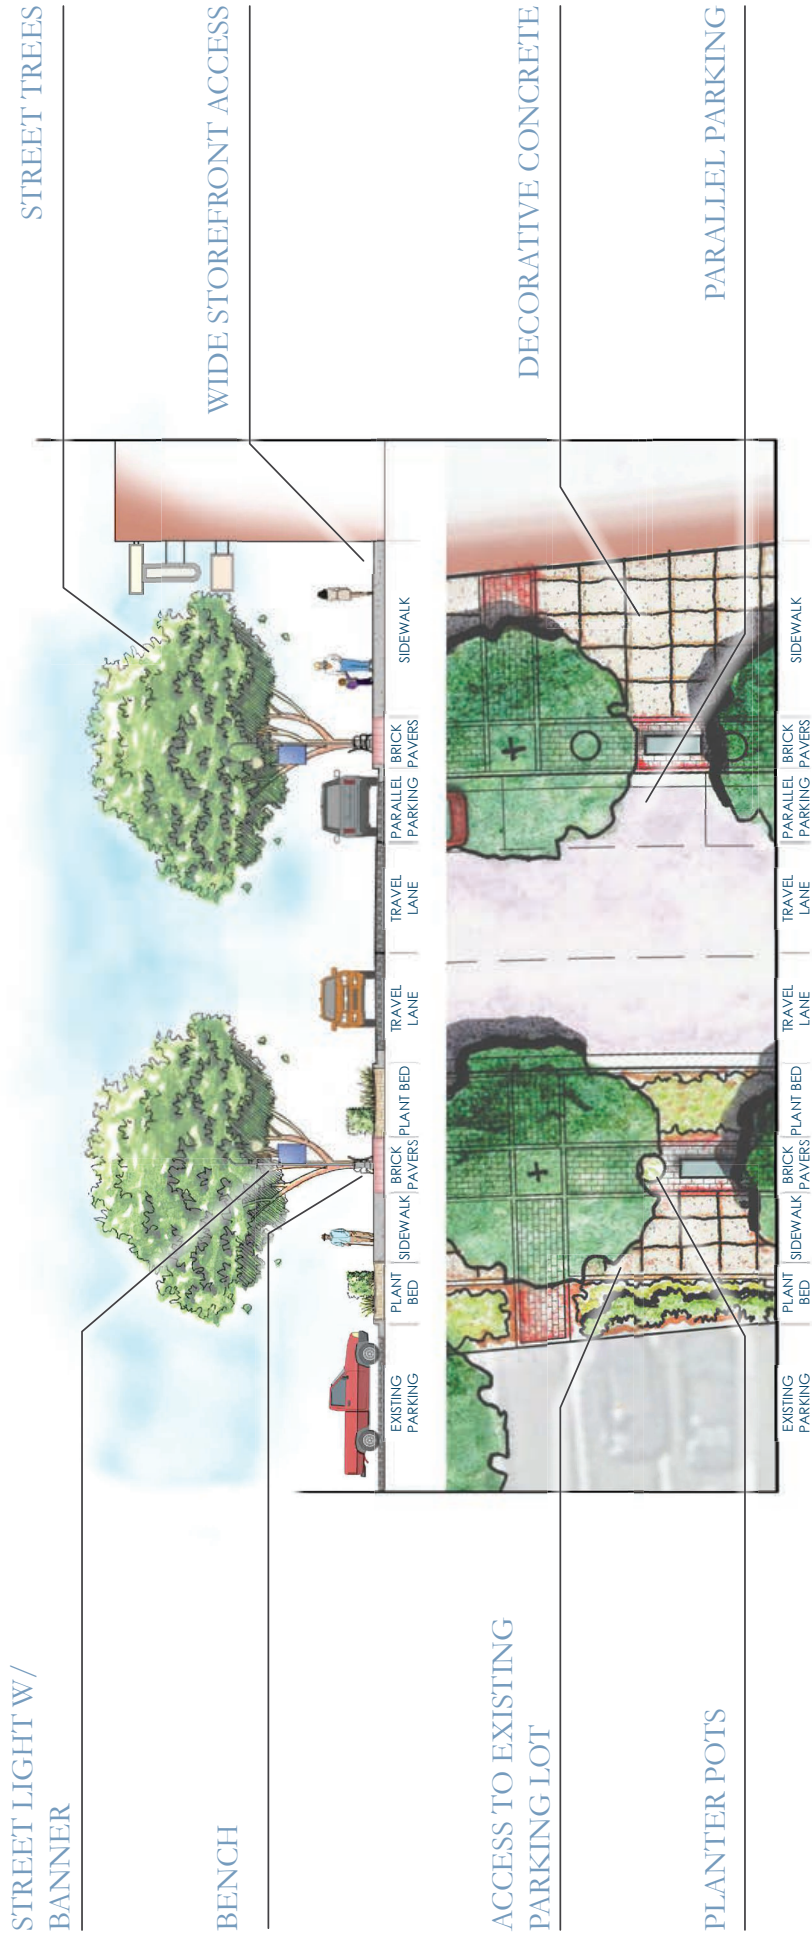 STREET LIGHT W/
BANNER
BENCH
ACCESS TO EXISTING
PARKING LOT
PLANTER POTS
STREET TREES
WIDE STOREFRONT ACCESS
DECORATIVE CONCRETE
PARALLEL PARKING
EXISTING
PARKING
PLANT
BED
SIDEWALK
BRICK
PAVERS
PLANT BED
TRAVEL
LANE
TRAVEL
LANE
PARALLEL
PARKING
BRICK
PAVERS
SIDEWALK
EXISTING
PARKING
PLANT
BED
SIDEWALK
BRICK
PAVERS
PLANT BED
TRAVEL
LANE
TRAVEL
LANE
PARALLEL
PARKING
BRICK
PAVERS
SIDEWALK